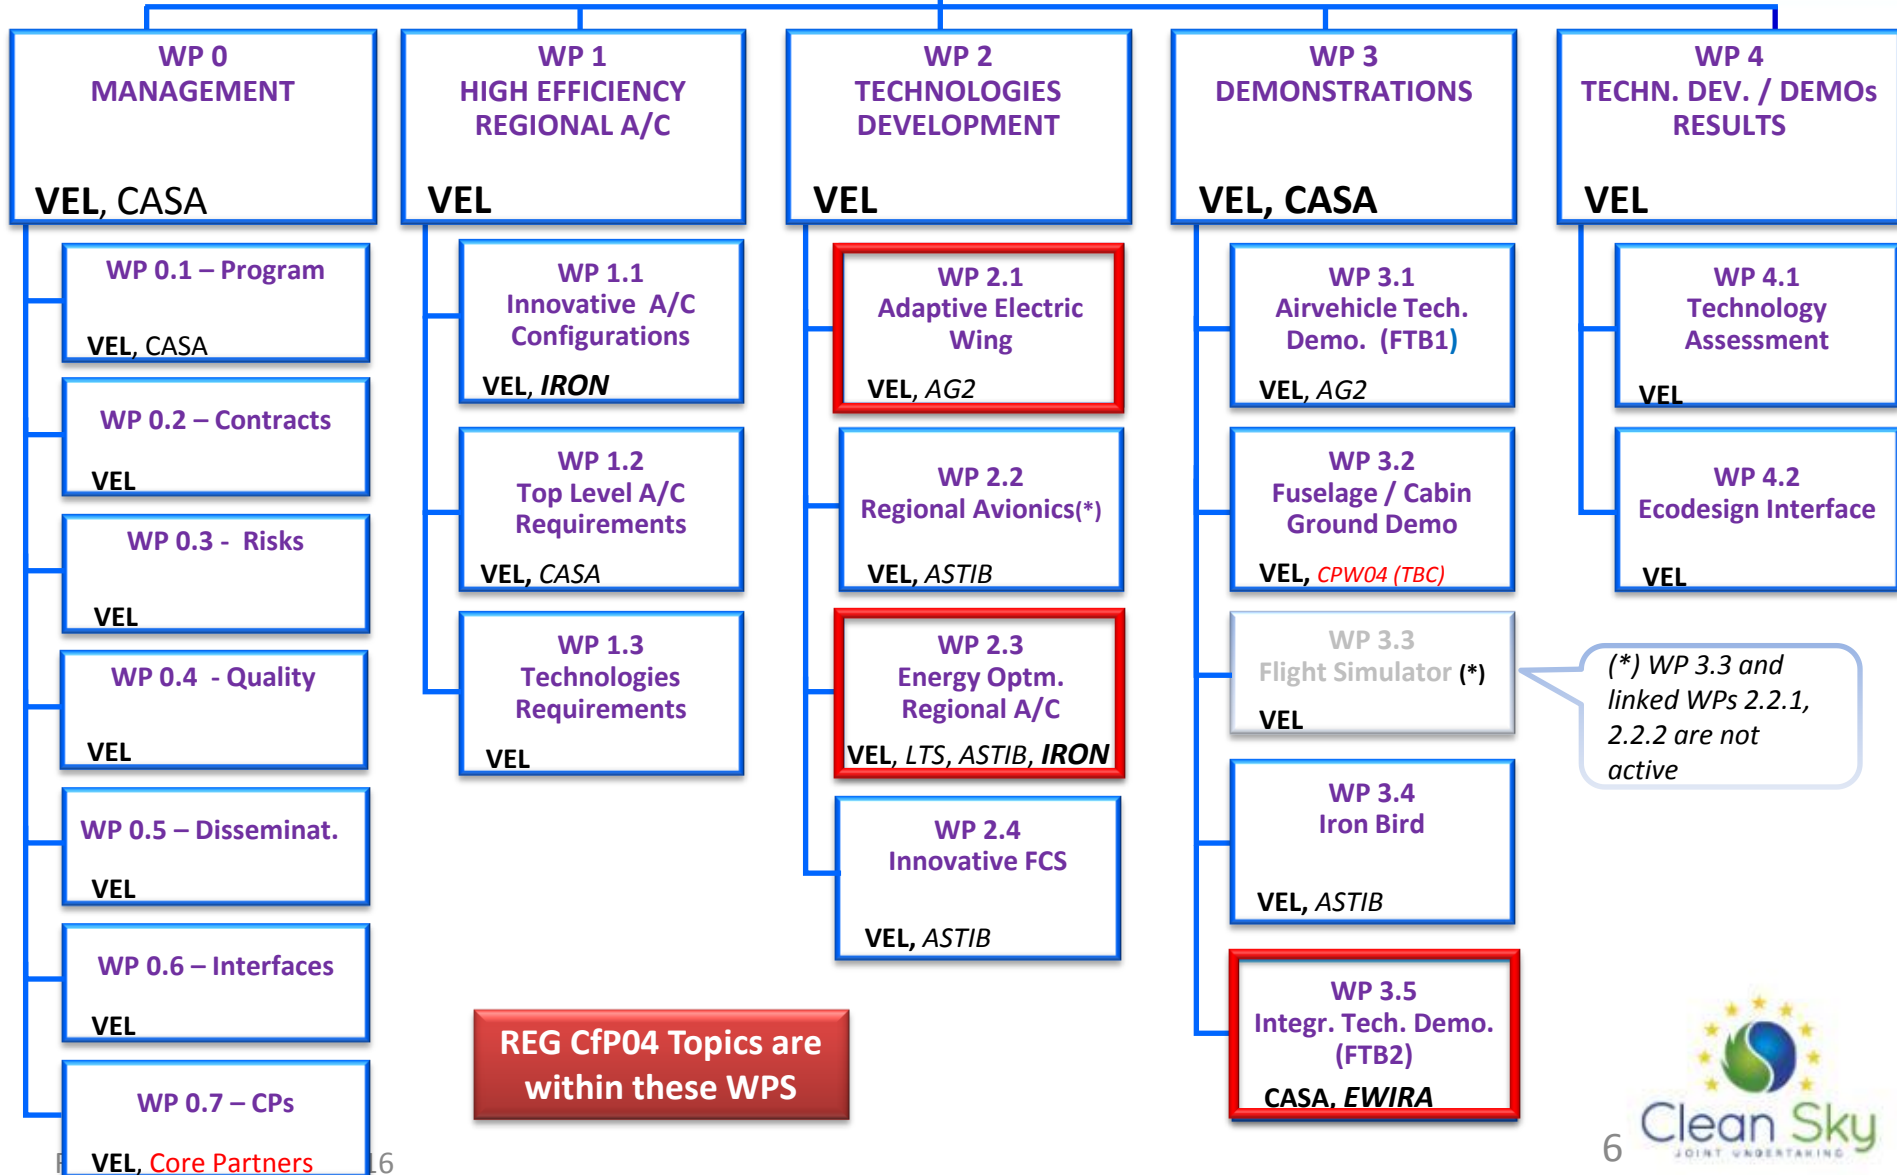 WP 0
MANAGEMENT
VEL, CASA
WP 0.1 – Program
VEL, CASA
WP 0.2 – Contracts
VEL
WP 0.3 - Risks
VEL
WP 0.4 - Quality
VEL
WP 0.5 – Disseminat.
VEL
WP 0.6 – Interfaces
VEL
WP 0.7 – CPs
VEL, Core Partners
16
WP 1
HIGH EFFICIENCY
REGIONAL A/C
VEL
WP 1.1
Innovative A/C
Configurations
VEL, IRON
WP 1.2
Top Level A/C
Requirements
VEL, CASA
WP 1.3
Technologies
Requirements
VEL
WP 2
TECHNOLOGIES
DEVELOPMENT
VEL
WP 2.1
Adaptive Electric
Wing
VEL, AG2
WP 2.2
Regional Avionics(*)
VEL, ASTIB
WP 2.3
Energy Optm.
Regional A/C
VEL, LTS, ASTIB, IRON
WP 2.4
Innovative FCS
VEL, ASTIB
REG CfP04 Topics are
within these WPS
WP 3
DEMONSTRATIONS
VEL, CASA
WP 3.1
Airvehicle Tech.
Demo. (FTB1)
VEL, AG2
WP 3.2
Fuselage / Cabin
Ground Demo
VEL, CPW04 (TBC)
WP 3.3
Flight Simulator (*)
VEL
WP 3.4
Iron Bird
VEL, ASTIB
WP 3.5
Integr. Tech. Demo.
(FTB2)
CASA, EWIRA
WP 4
TECHN. DEV. / DEMOs
RESULTS
VEL
WP 4.1
Technology
Assessment
VEL
WP 4.2
Ecodesign Interface
VEL
(*) WP 3.3 and
linked WPs 2.2.1,
2.2.2 are not
active
6
Clean Sky
JOINT UNDERTAKING